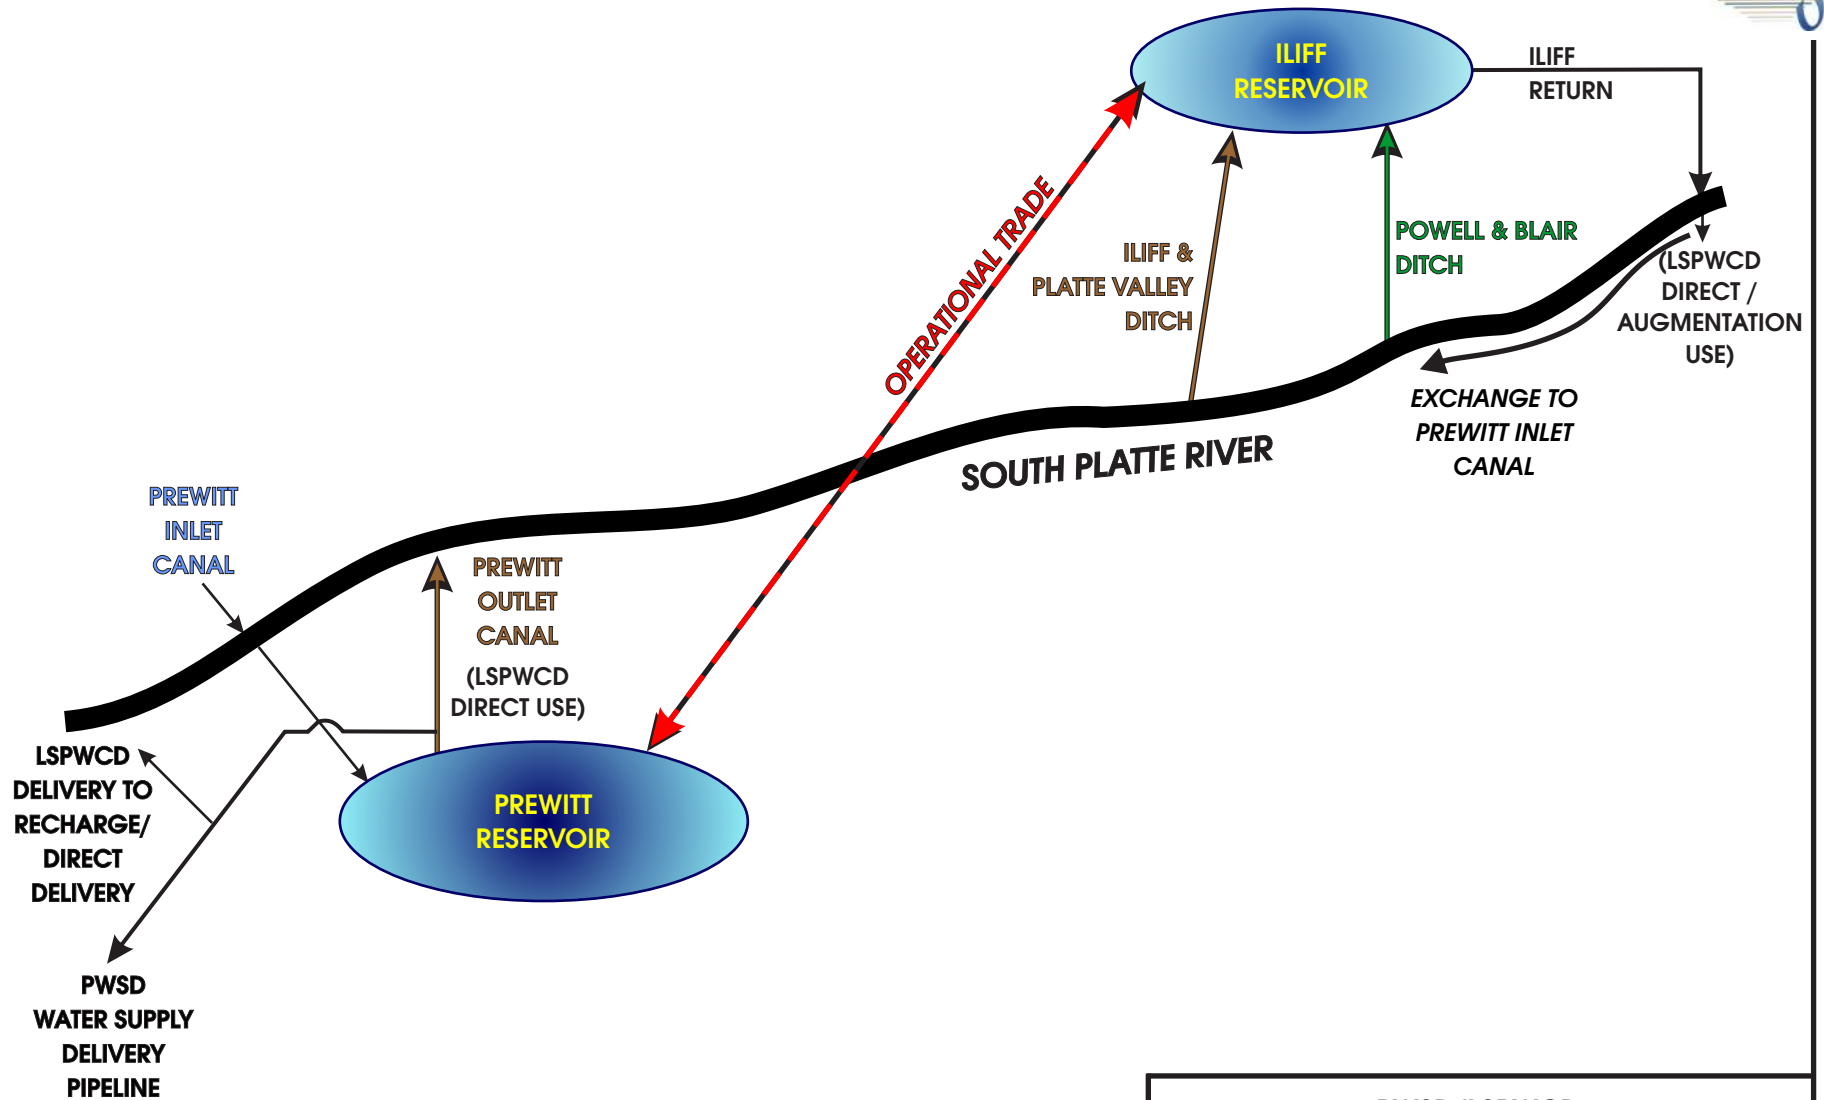 ILIFF
RESERVOIR
ILIFF
RETURN
OPERATIONAL TRADE
ILIFF &
PLATTE VALLEY
DITCH
POWELL & BLAIR
DITCH
(LSPWCD
DIRECT /
AUGMENTATION
USE)
EXCHANGE TO
PREWITT INLET
CANAL
SOUTH PLATTE RIVER
PREWITT
INLET
CANAL
PREWITT
OUTLET
CANAL
(LSPWCD
DIRECT USE)
PREWITT
RESERVOIR
LSPWCD
DELIVERY TO
RECHARGE/
DIRECT
DELIVERY
PWSD
WATER SUPPLY
DELIVERY
PIPELINE